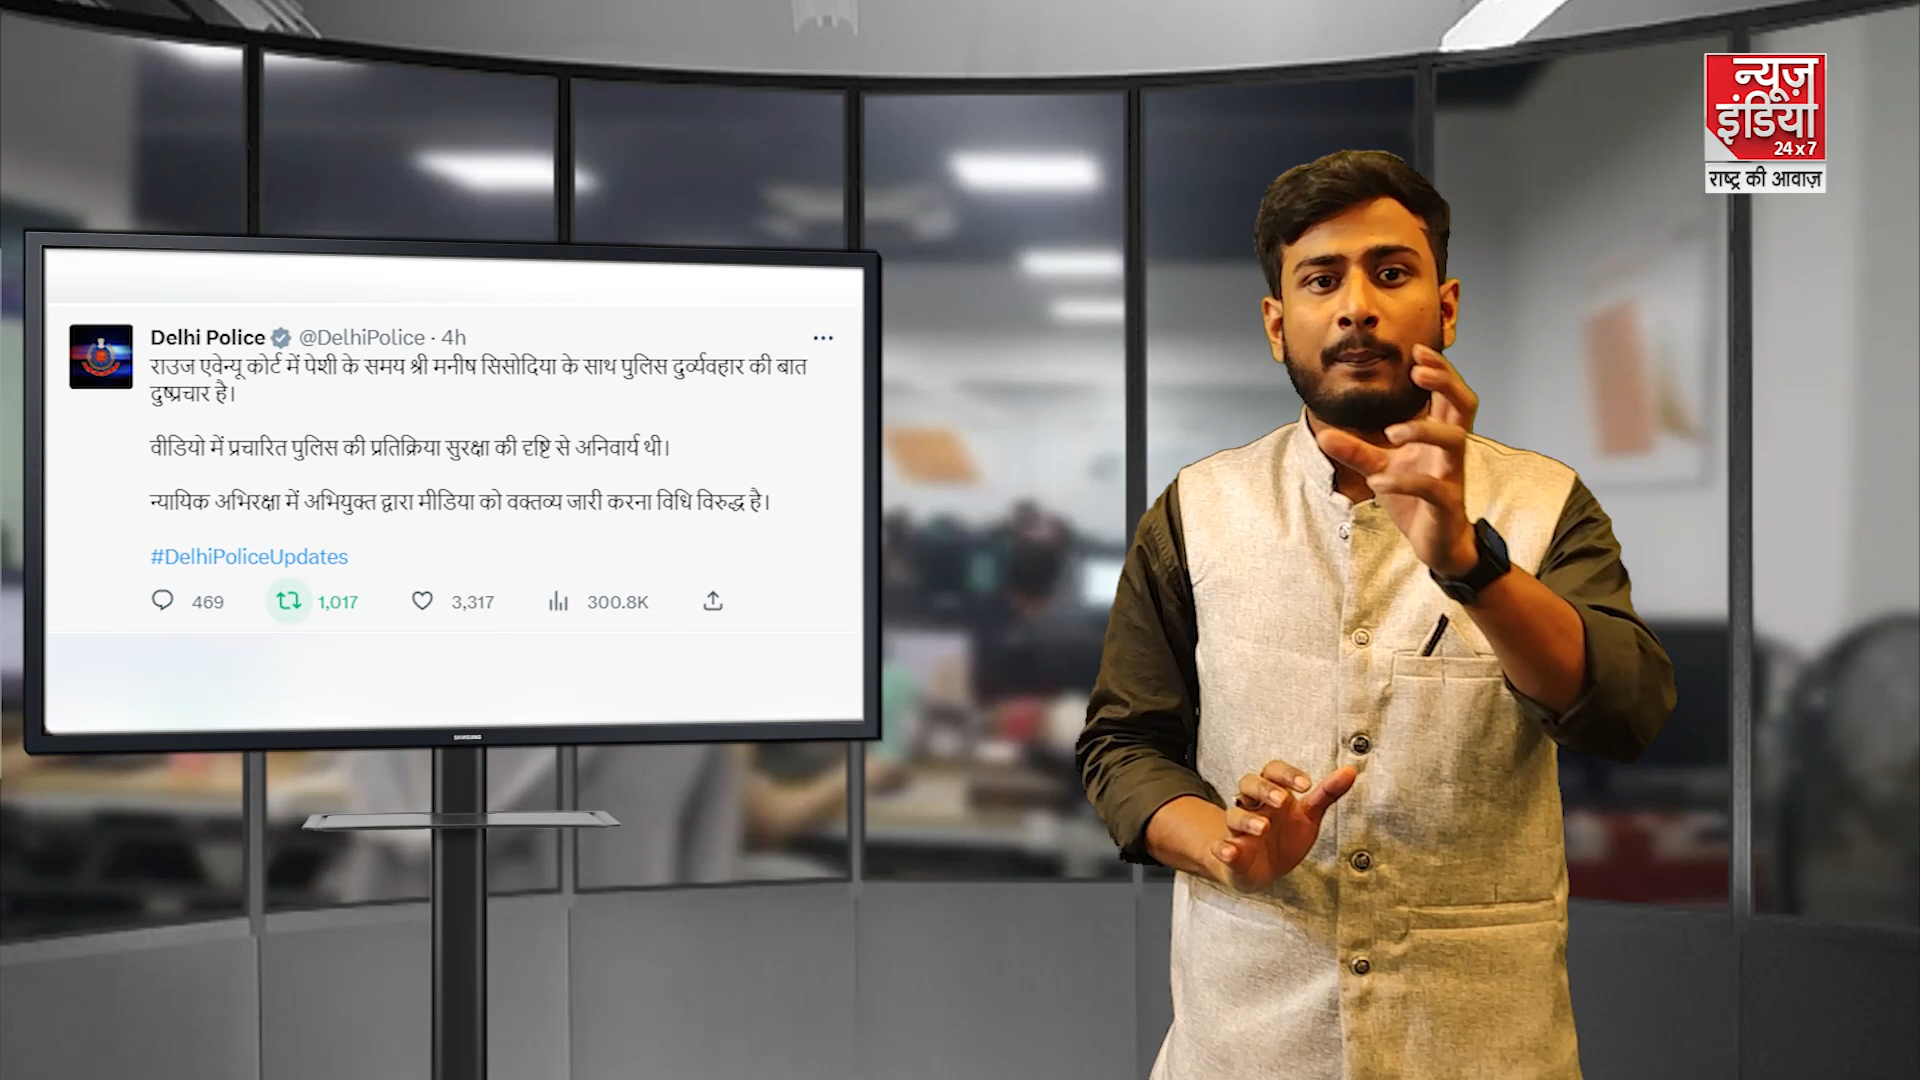 न्यूज़
इंडिया
24x7
राष्ट्र की आवाज़
Delhi Police @DelhiPolice · 4h
राउज एवेन्यू कोर्ट में पेशी के समय श्री मनीष सिसोदिया के साथ पुलिस दुर्व्यवहार की बात
दुष्प्रचार है।
वीडियो में प्रचारित पुलिस की प्रतिक्रिया सुरक्षा की दृष्टि से अनिवार्य थी।
न्यायिक अभिरक्षा में अभियुक्त द्वारा मीडिया को वक्तव्य जारी करना विधि विरुद्ध है।
#DelhiPoliceUpdates
469 1,017 3,317 300.8K
SAMSUNG